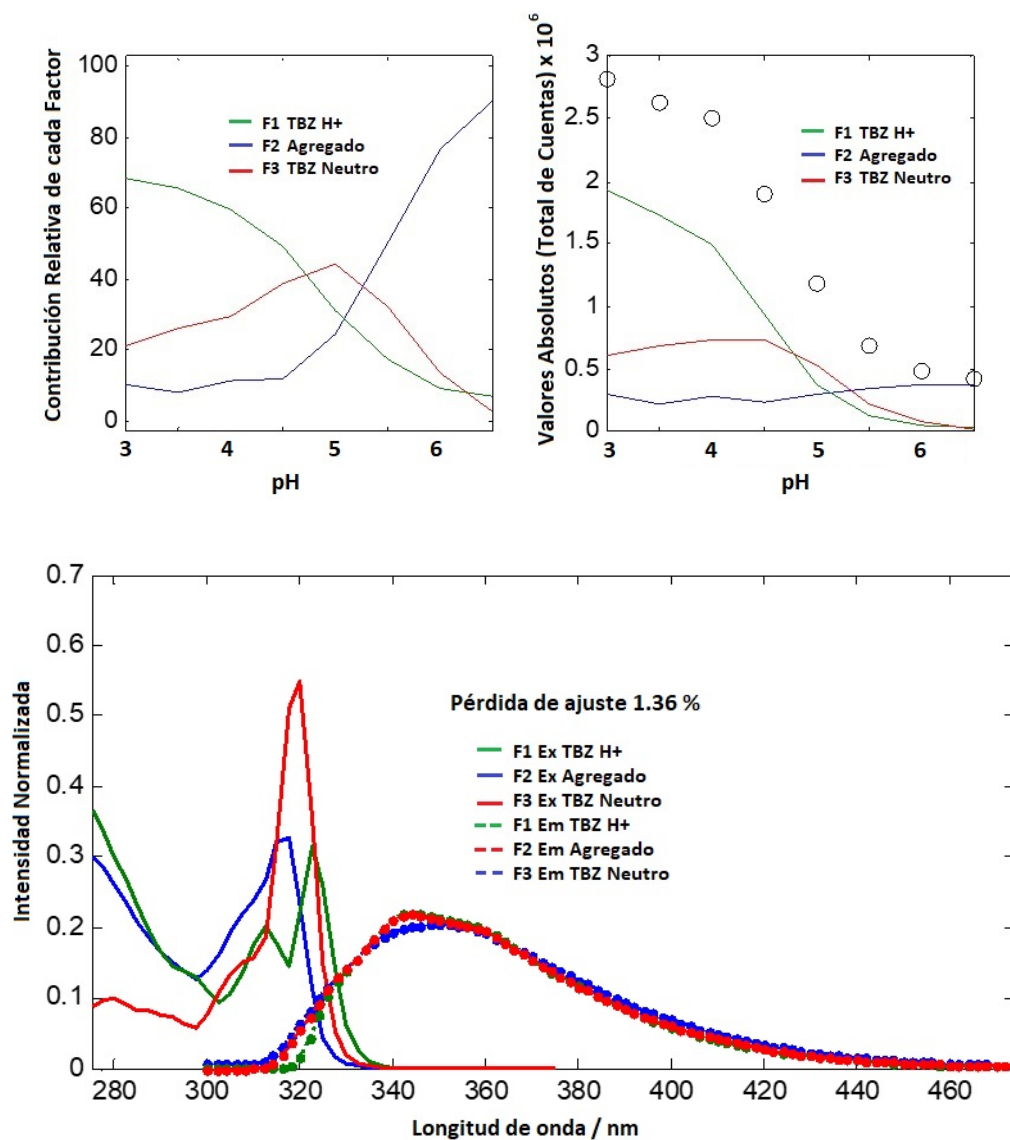 Contribución Relativa de cada Factor
100
80
60
40
20
0
F1 TBZ H+
F2 Agregado
F3 TBZ Neutro
3 4 5 6
pH
Valores Absolutos (Total de Cuentas) x 10^6
3
2.5
2
1.5
1
0.5
0
F1 TBZ H+
F2 Agregado
F3 TBZ Neutro
3 4 5 6
pH
Intensidad Normalizada
0.7
0.6
0.5
0.4
0.3
0.2
0.1
0
Pérdida de ajuste 1.36 %
F1 Ex TBZ H+
F2 Ex Agregado
F3 Ex TBZ Neutro
F1 Em TBZ H+
F2 Em Agregado
F3 Em TBZ Neutro
280 300 320 340 360 380 400 420 440 460
Longitud de onda / nm